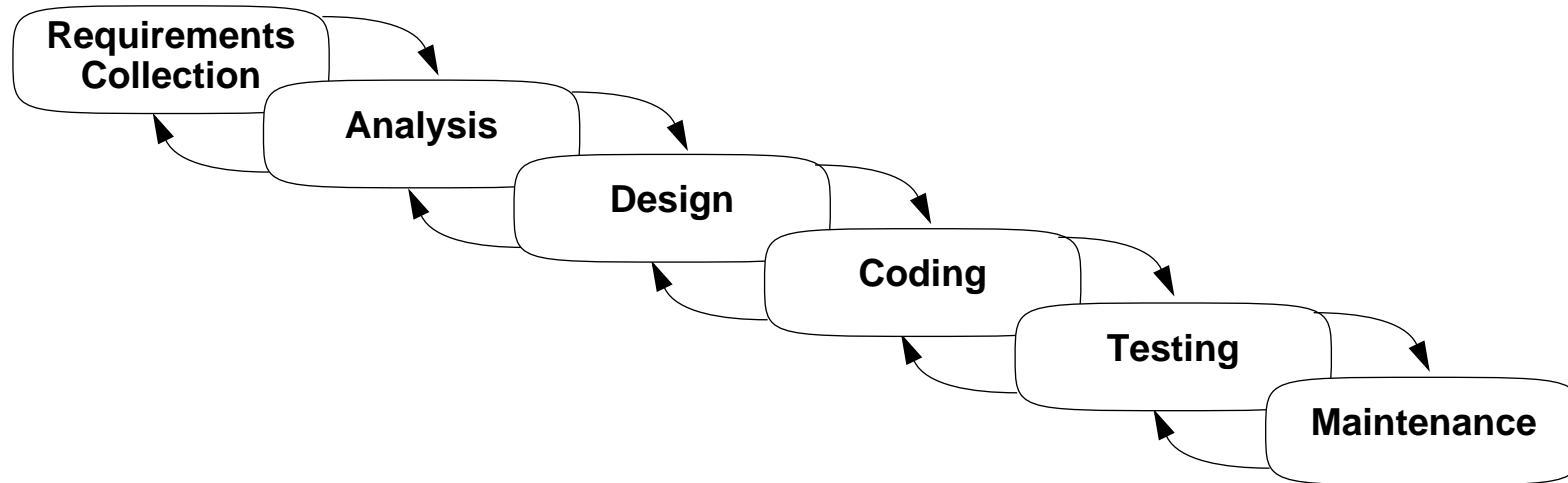 Requirements
Collection
Analysis
Design
Coding
Testing
Maintenance